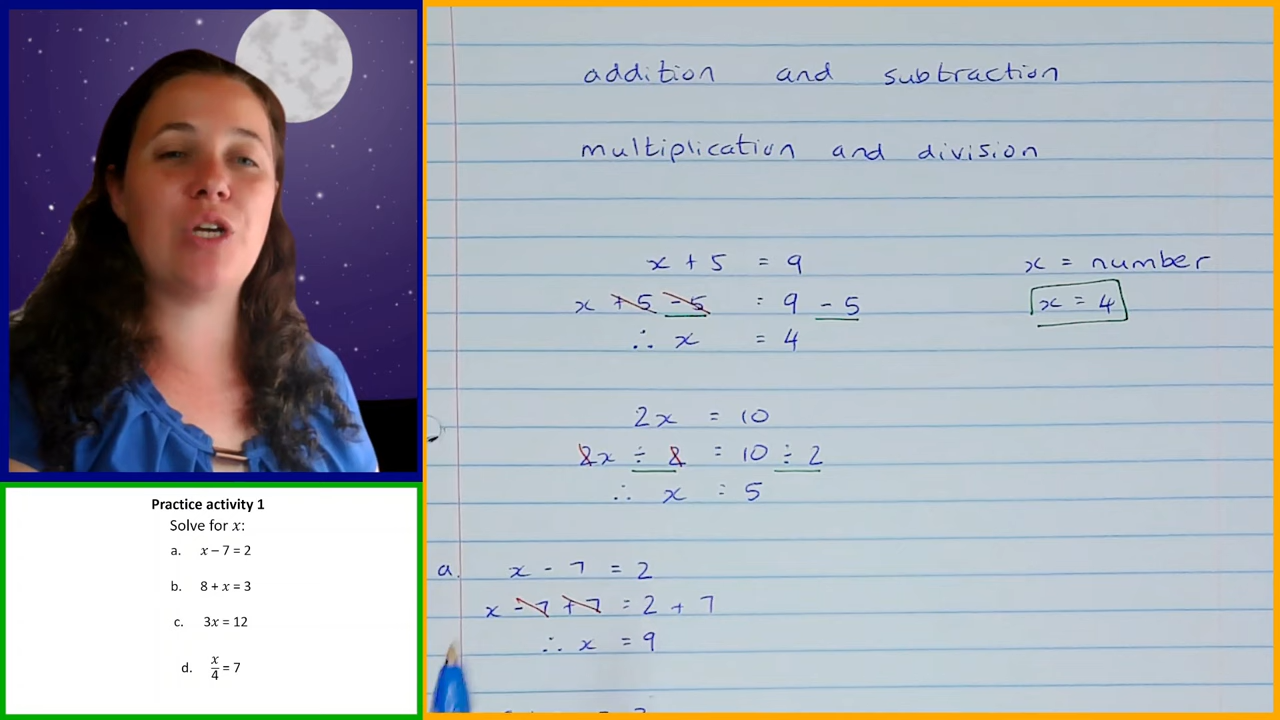 addition and subtraction
multiplication and division
x + 5 = 9
x = number
x + 5 - 5 = 9 - 5
x = 4
∴ x = 4
2x = 10
2x ÷ 2 = 10 ÷ 2
∴ x = 5
a. x - 7 = 2
x - 7 + 7 = 2 + 7
∴ x = 9
Practice activity 1
Solve for x:
a. x – 7 = 2
b. 8 + x = 3
c. 3x = 12
d. x/4 = 7